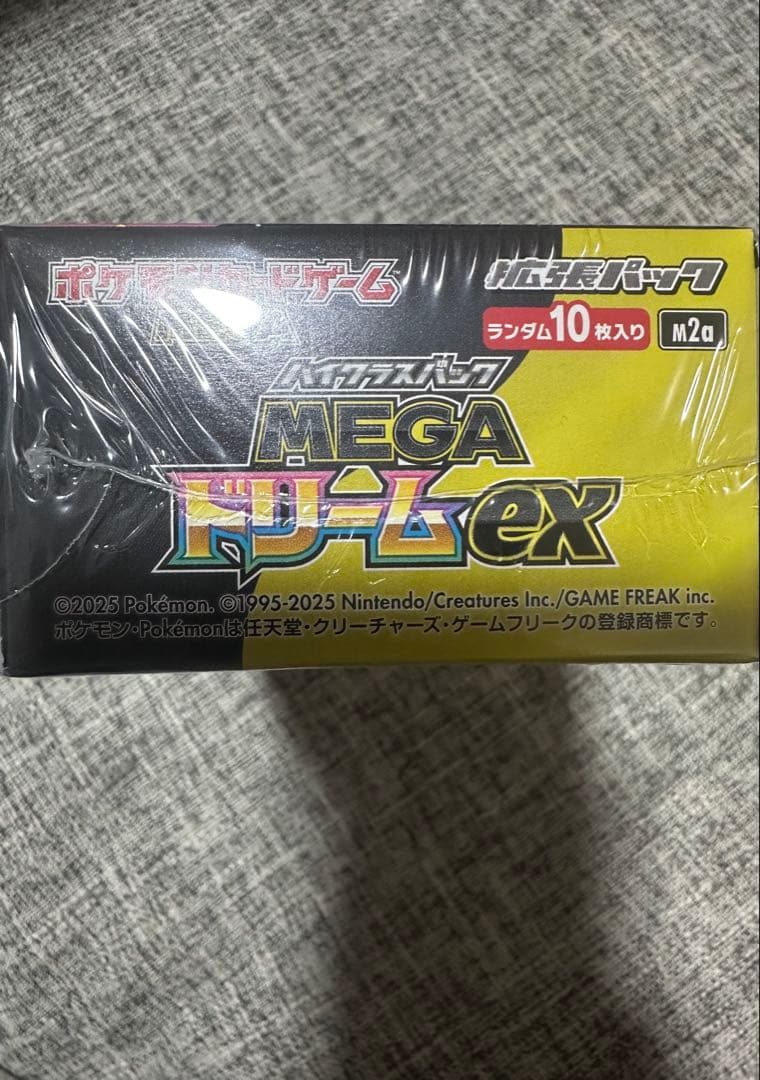 ポケモンカードゲーム™
拡張パック
ランダム10枚入り M2a
ハイクラスパック
MEGA
ドリームex
©2025 Pokémon. ©1995-2025 Nintendo/Creatures Inc./GAME FREAK inc.
ポケモン・Pokémonは任天堂・クリーチャーズ・ゲームフリークの登録商標です。